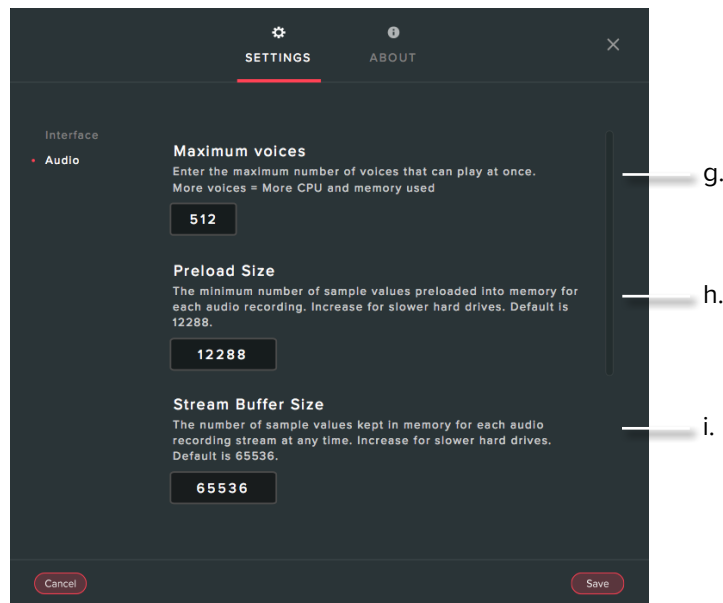 SETTINGS
ABOUT
Interface
Audio
Maximum voices
Enter the maximum number of voices that can play at once.
More voices = More CPU and memory used
512
g.
Preload Size
The minimum number of sample values preloaded into memory for
each audio recording. Increase for slower hard drives. Default is
12288.
12288
h.
Stream Buffer Size
The number of sample values kept in memory for each audio
recording stream at any time. Increase for slower hard drives.
Default is 65536.
65536
i.
Cancel
Save